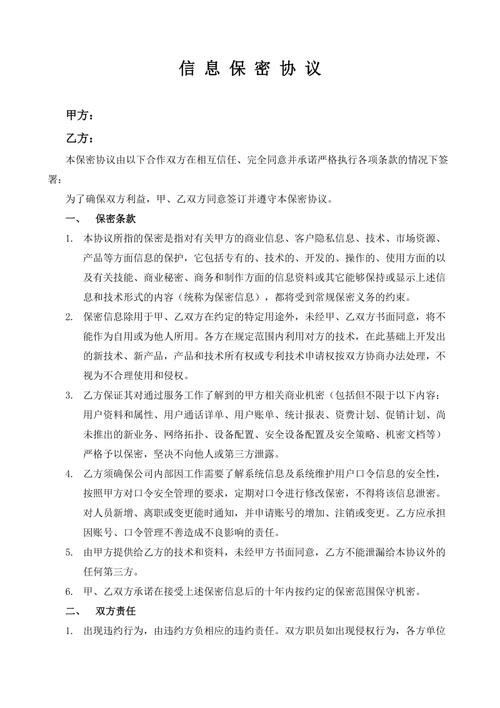 信 息 保 密 协 议
甲方：
乙方：
本保密协议由以下合作双方在相互信任、完全同意并承诺严格执行各项条款的情况下签
署：
为了确保双方利益，甲、乙双方同意签订并遵守本保密协议。
一、 保密条款
1. 本协议所指的保密是指对有关甲方的商业信息、客户隐私信息、技术、市场资源、
产品等方面信息的保护，它包括专有的、技术的、开发的、操作的、使用方面的以
及有关技能、商业秘密、商务和制作方面的信息资料或其它能够保持或显示上述信
息和技术形式的内容（统称为保密信息），都将受到常规保密义务的约束。
2. 保密信息除用于甲、乙双方在约定的特定用途外，未经甲、乙双方书面同意，将不
能作为自用或为他人所用。各方在规定范围内利用对方的技术，在此基础上开发出
的新技术、新产品，产品和技术所有权或专利技术申请权按双方协商办法处理，不
视为不合理使用和侵权。
3. 乙方保证其对通过服务工作了解到的甲方相关商业机密（包括但不限于以下内容：
用户资料和属性、用户通话详单、用户账单、统计报表、资费计划、促销计划、尚
未推出的新业务、网络拓扑、设备配置、安全设备配置及安全策略、机密文档等）
严格予以保密，坚决不向他人或第三方泄露。
4. 乙方须确保公司内部因工作需要了解系统信息及系统维护用户口令信息的安全性，
按照甲方对口令安全管理的要求，定期对口令进行修改保密，不得将该信息泄密。
对人员新增、离职或变更能时通知，并申请账号的增加、注销或变更。乙方应承担
因账号、口令管理不善造成不良影响的责任。
5. 由甲方提供给乙方的技术和资料，未经甲方书面同意，乙方不能泄漏给本协议外的
任何第三方。
6. 甲、乙双方承诺在接受上述保密信息后的十年内按约定的保密范围保守机密。
二、 双方责任
1. 出现违约行为，由违约方负相应的违约责任。双方职员如出现侵权行为，各方单位